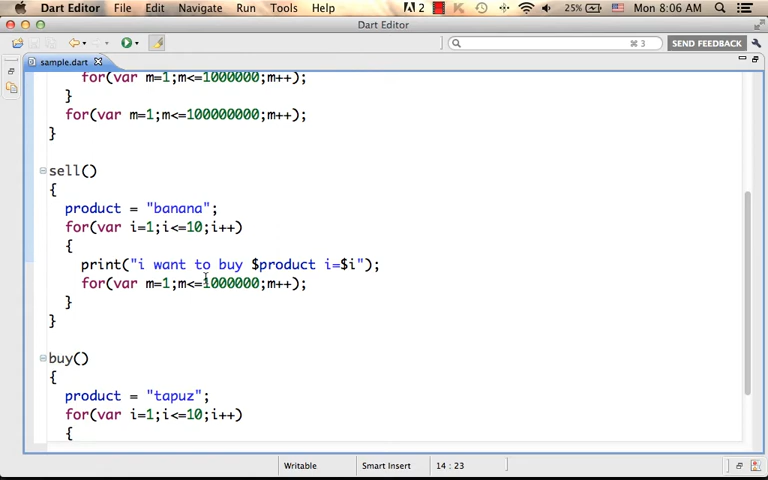 Dart Editor File Edit Navigate Run Tools Help 2 25% Mon 8:06 AM
Dart Editor
⌘3 SEND FEEDBACK
sample.dart
for(var m=1;m<=1000000;m++);
}
for(var m=1;m<=100000000;m++);
}
sell()
{
product = "banana";
for(var i=1;i<=10;i++)
{
print("i want to buy $product i=$i");
for(var m=1;m<=1000000;m++);
}
}
buy()
{
product = "tapuz";
for(var i=1;i<=10;i++)
{
Writable Smart Insert 14 : 23